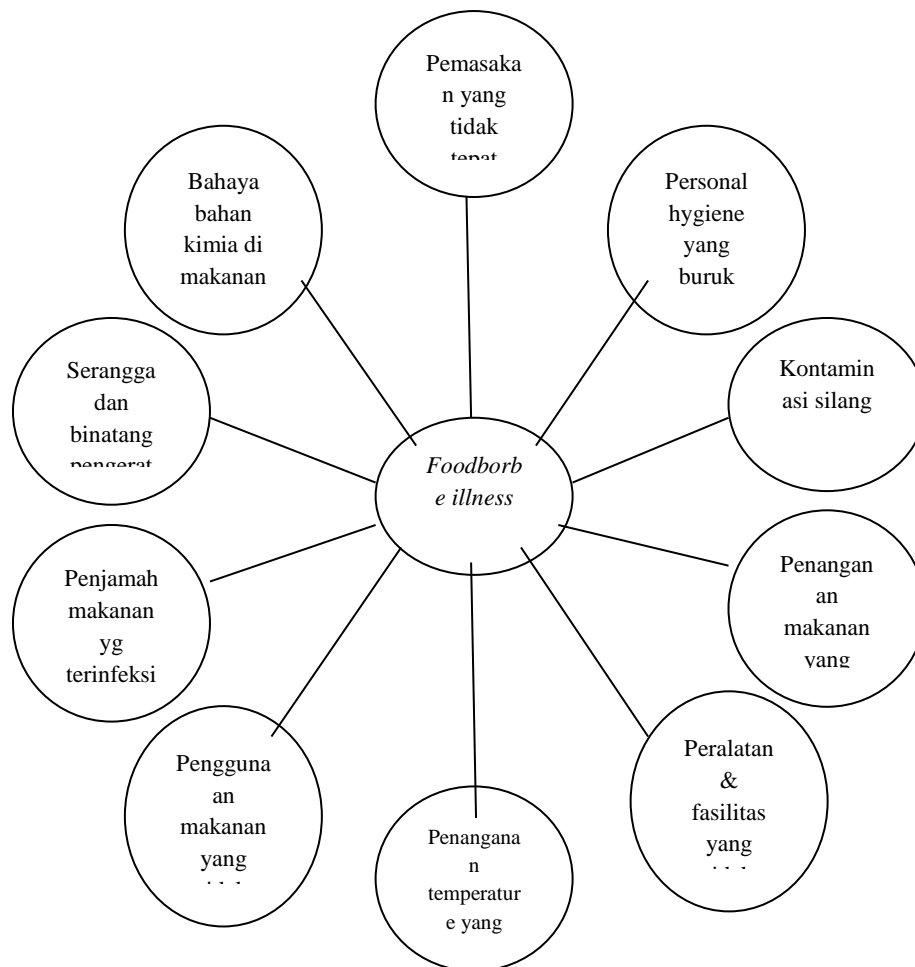 Pemasaka
n yang
tidak
tepat
Bahaya
bahan
kimia di
makanan
Personal
hygiene
yang
buruk
Serangga
dan
binatang
pengerat
Kontamin
asi silang
Foodborb
e illness
Penjamah
makanan
yg
terinfeksi
Penangan
an
makanan
yang
Pengguna
an
makanan
yang
Peralatan
&
fasilitas
yang
Penangana
n
temperatur
e yang